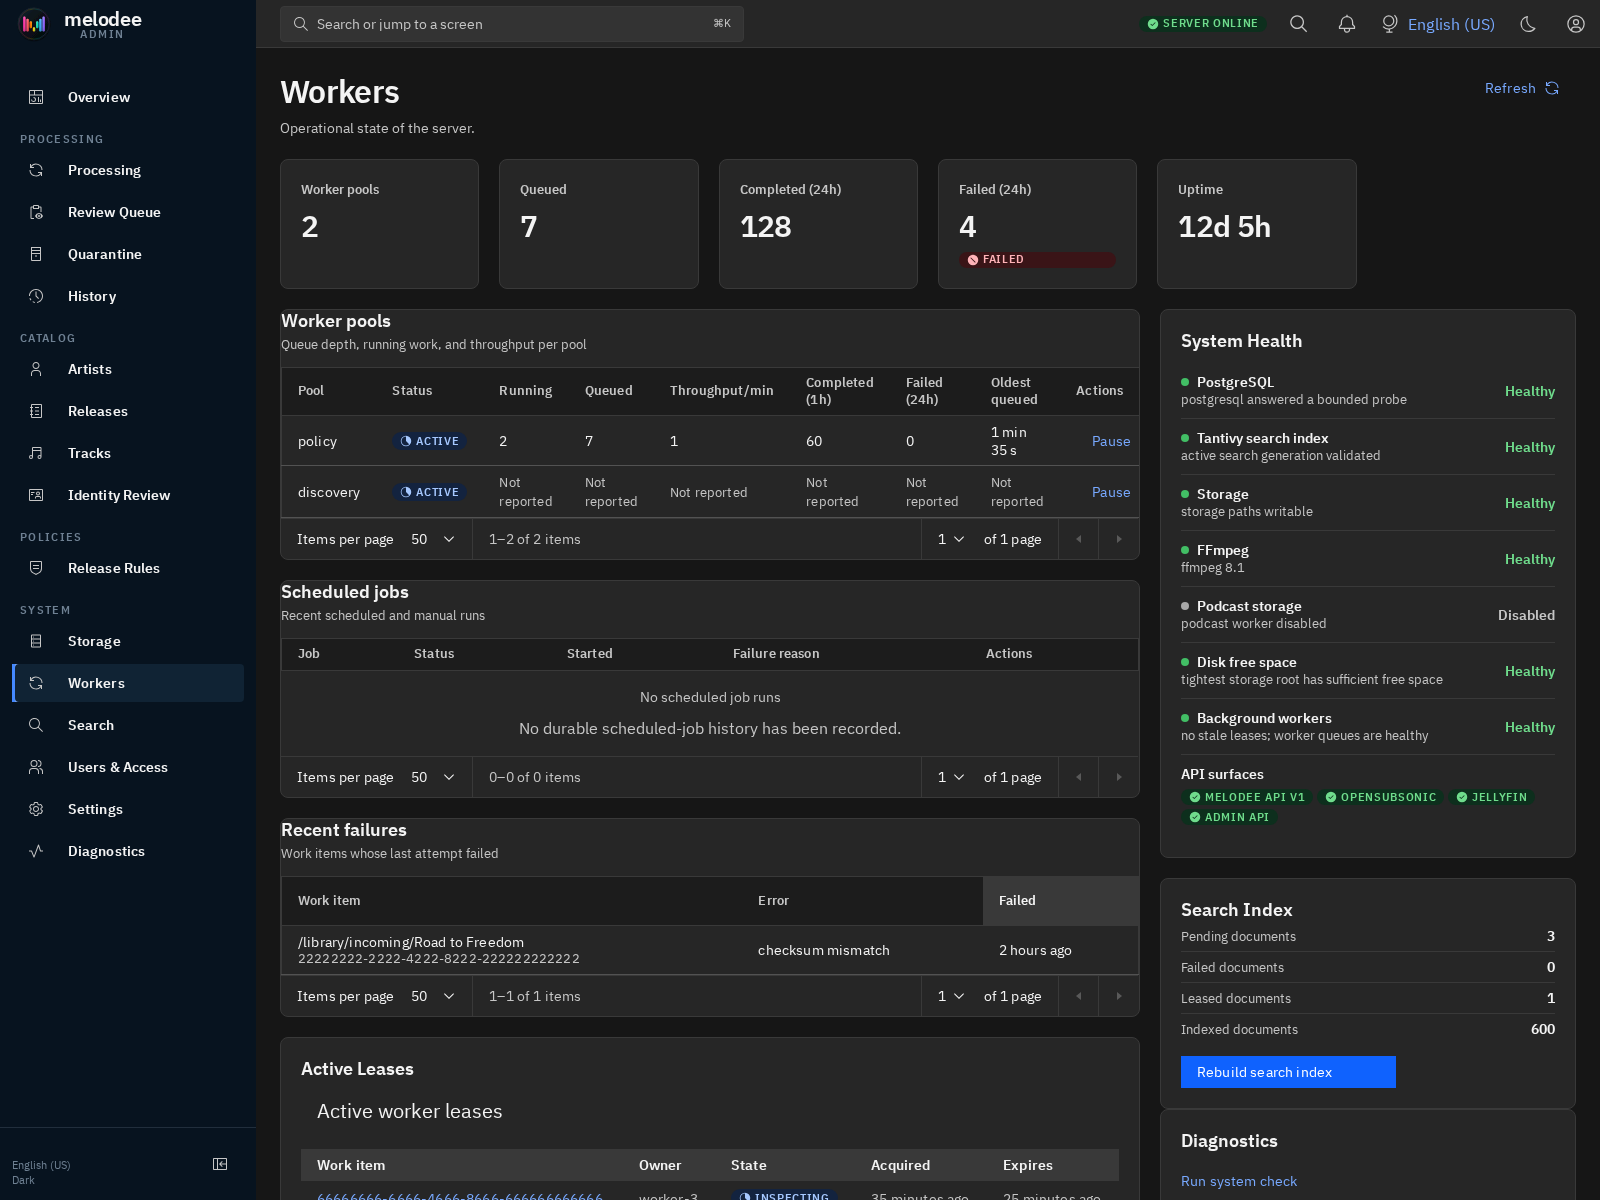 melodee
ADMIN
Search or jump to a screen
⌘K
SERVER ONLINE
English (US)
Overview
PROCESSING
Processing
Review Queue
Quarantine
History
CATALOG
Artists
Releases
Tracks
Identity Review
POLICIES
Release Rules
SYSTEM
Storage
Workers
Search
Users & Access
Settings
Diagnostics
English (US)
Dark
Workers
Refresh
Operational state of the server.
Worker pools
2
Queued
7
Completed (24h)
128
Failed (24h)
4
FAILED
Uptime
12d 5h
Worker pools
Queue depth, running work, and throughput per pool
Pool Status Running Queued Throughput/min Completed (1h) Failed (24h) Oldest queued Actions
policy ACTIVE 2 7 1 60 0 1 min 35 s Pause
discovery ACTIVE Not reported Not reported Not reported Not reported Not reported Not reported Pause
Items per page 50 1–2 of 2 items 1 of 1 page
Scheduled jobs
Recent scheduled and manual runs
Job Status Started Failure reason Actions
No scheduled job runs
No durable scheduled-job history has been recorded.
Items per page 50 0–0 of 0 items 1 of 1 page
Recent failures
Work items whose last attempt failed
Work item Error Failed
/library/incoming/Road to Freedom
22222222-2222-4222-8222-222222222222
checksum mismatch
2 hours ago
Items per page 50 1–1 of 1 items 1 of 1 page
Active Leases
Active worker leases
Work item Owner State Acquired Expires
66666666-6666-4666-8666-666666666666 worker-3 INSPECTING 35 minutes ago 25 minutes ago
System Health
PostgreSQL
postgresql answered a bounded probe
Healthy
Tantivy search index
active search generation validated
Healthy
Storage
storage paths writable
Healthy
FFmpeg
ffmpeg 8.1
Healthy
Podcast storage
podcast worker disabled
Disabled
Disk free space
tightest storage root has sufficient free space
Healthy
Background workers
no stale leases; worker queues are healthy
Healthy
API surfaces
MELODEE API V1 OPENSUBSONIC JELLYFIN
ADMIN API
Search Index
Pending documents 3
Failed documents 0
Leased documents 1
Indexed documents 600
Rebuild search index
Diagnostics
Run system check